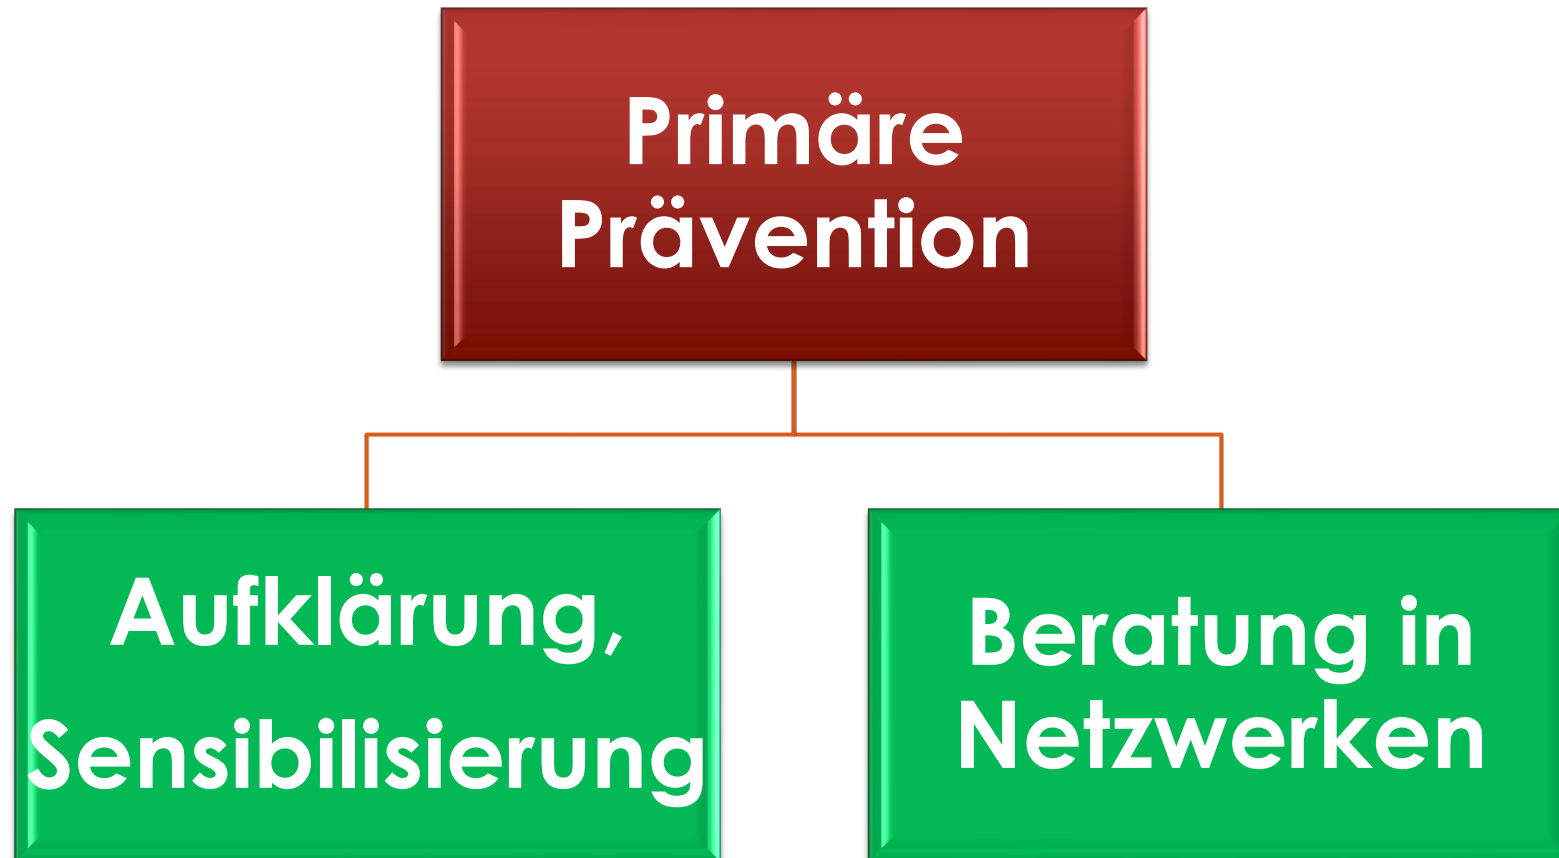 Primäre
Prävention
Aufklärung,
Sensibilisierung
Beratung in
Netzwerken